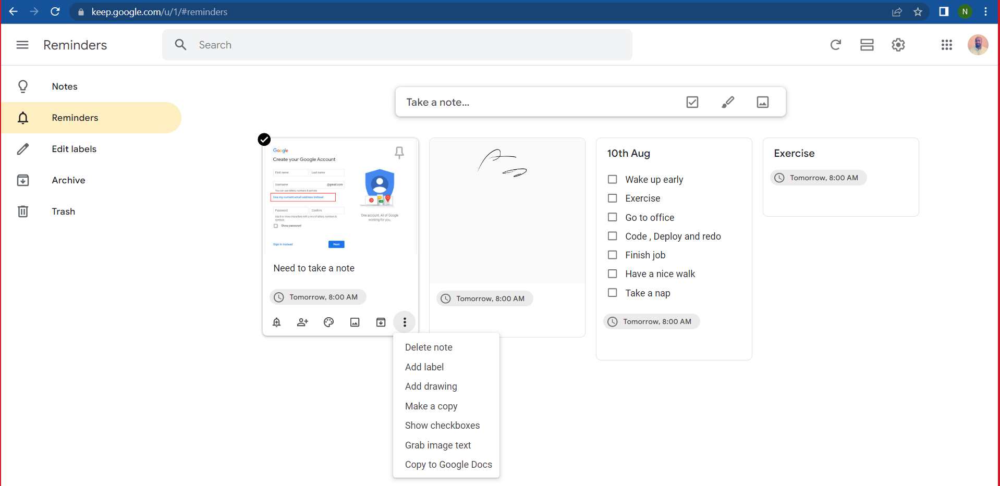 keep.google.com/u/1/#reminders
N
Reminders
Search
Notes
Reminders
Edit labels
Archive
Trash
Take a note...
Google
Create your Google Account
First name
Last name
Username
@gmail.com
You can use letters, numbers & periods
Use my current email address instead
Password
Confirm
Use 8 or more characters with a mix of letters, numbers &
symbols
Show password
One account. All of Google
working for you.
Sign in instead
Next
Need to take a note
Tomorrow, 8:00 AM
Tomorrow, 8:00 AM
10th Aug
Wake up early
Exercise
Go to office
Code , Deploy and redo
Finish job
Have a nice walk
Take a nap
Tomorrow, 8:00 AM
Exercise
Tomorrow, 8:00 AM
Delete note
Add label
Add drawing
Make a copy
Show checkboxes
Grab image text
Copy to Google Docs